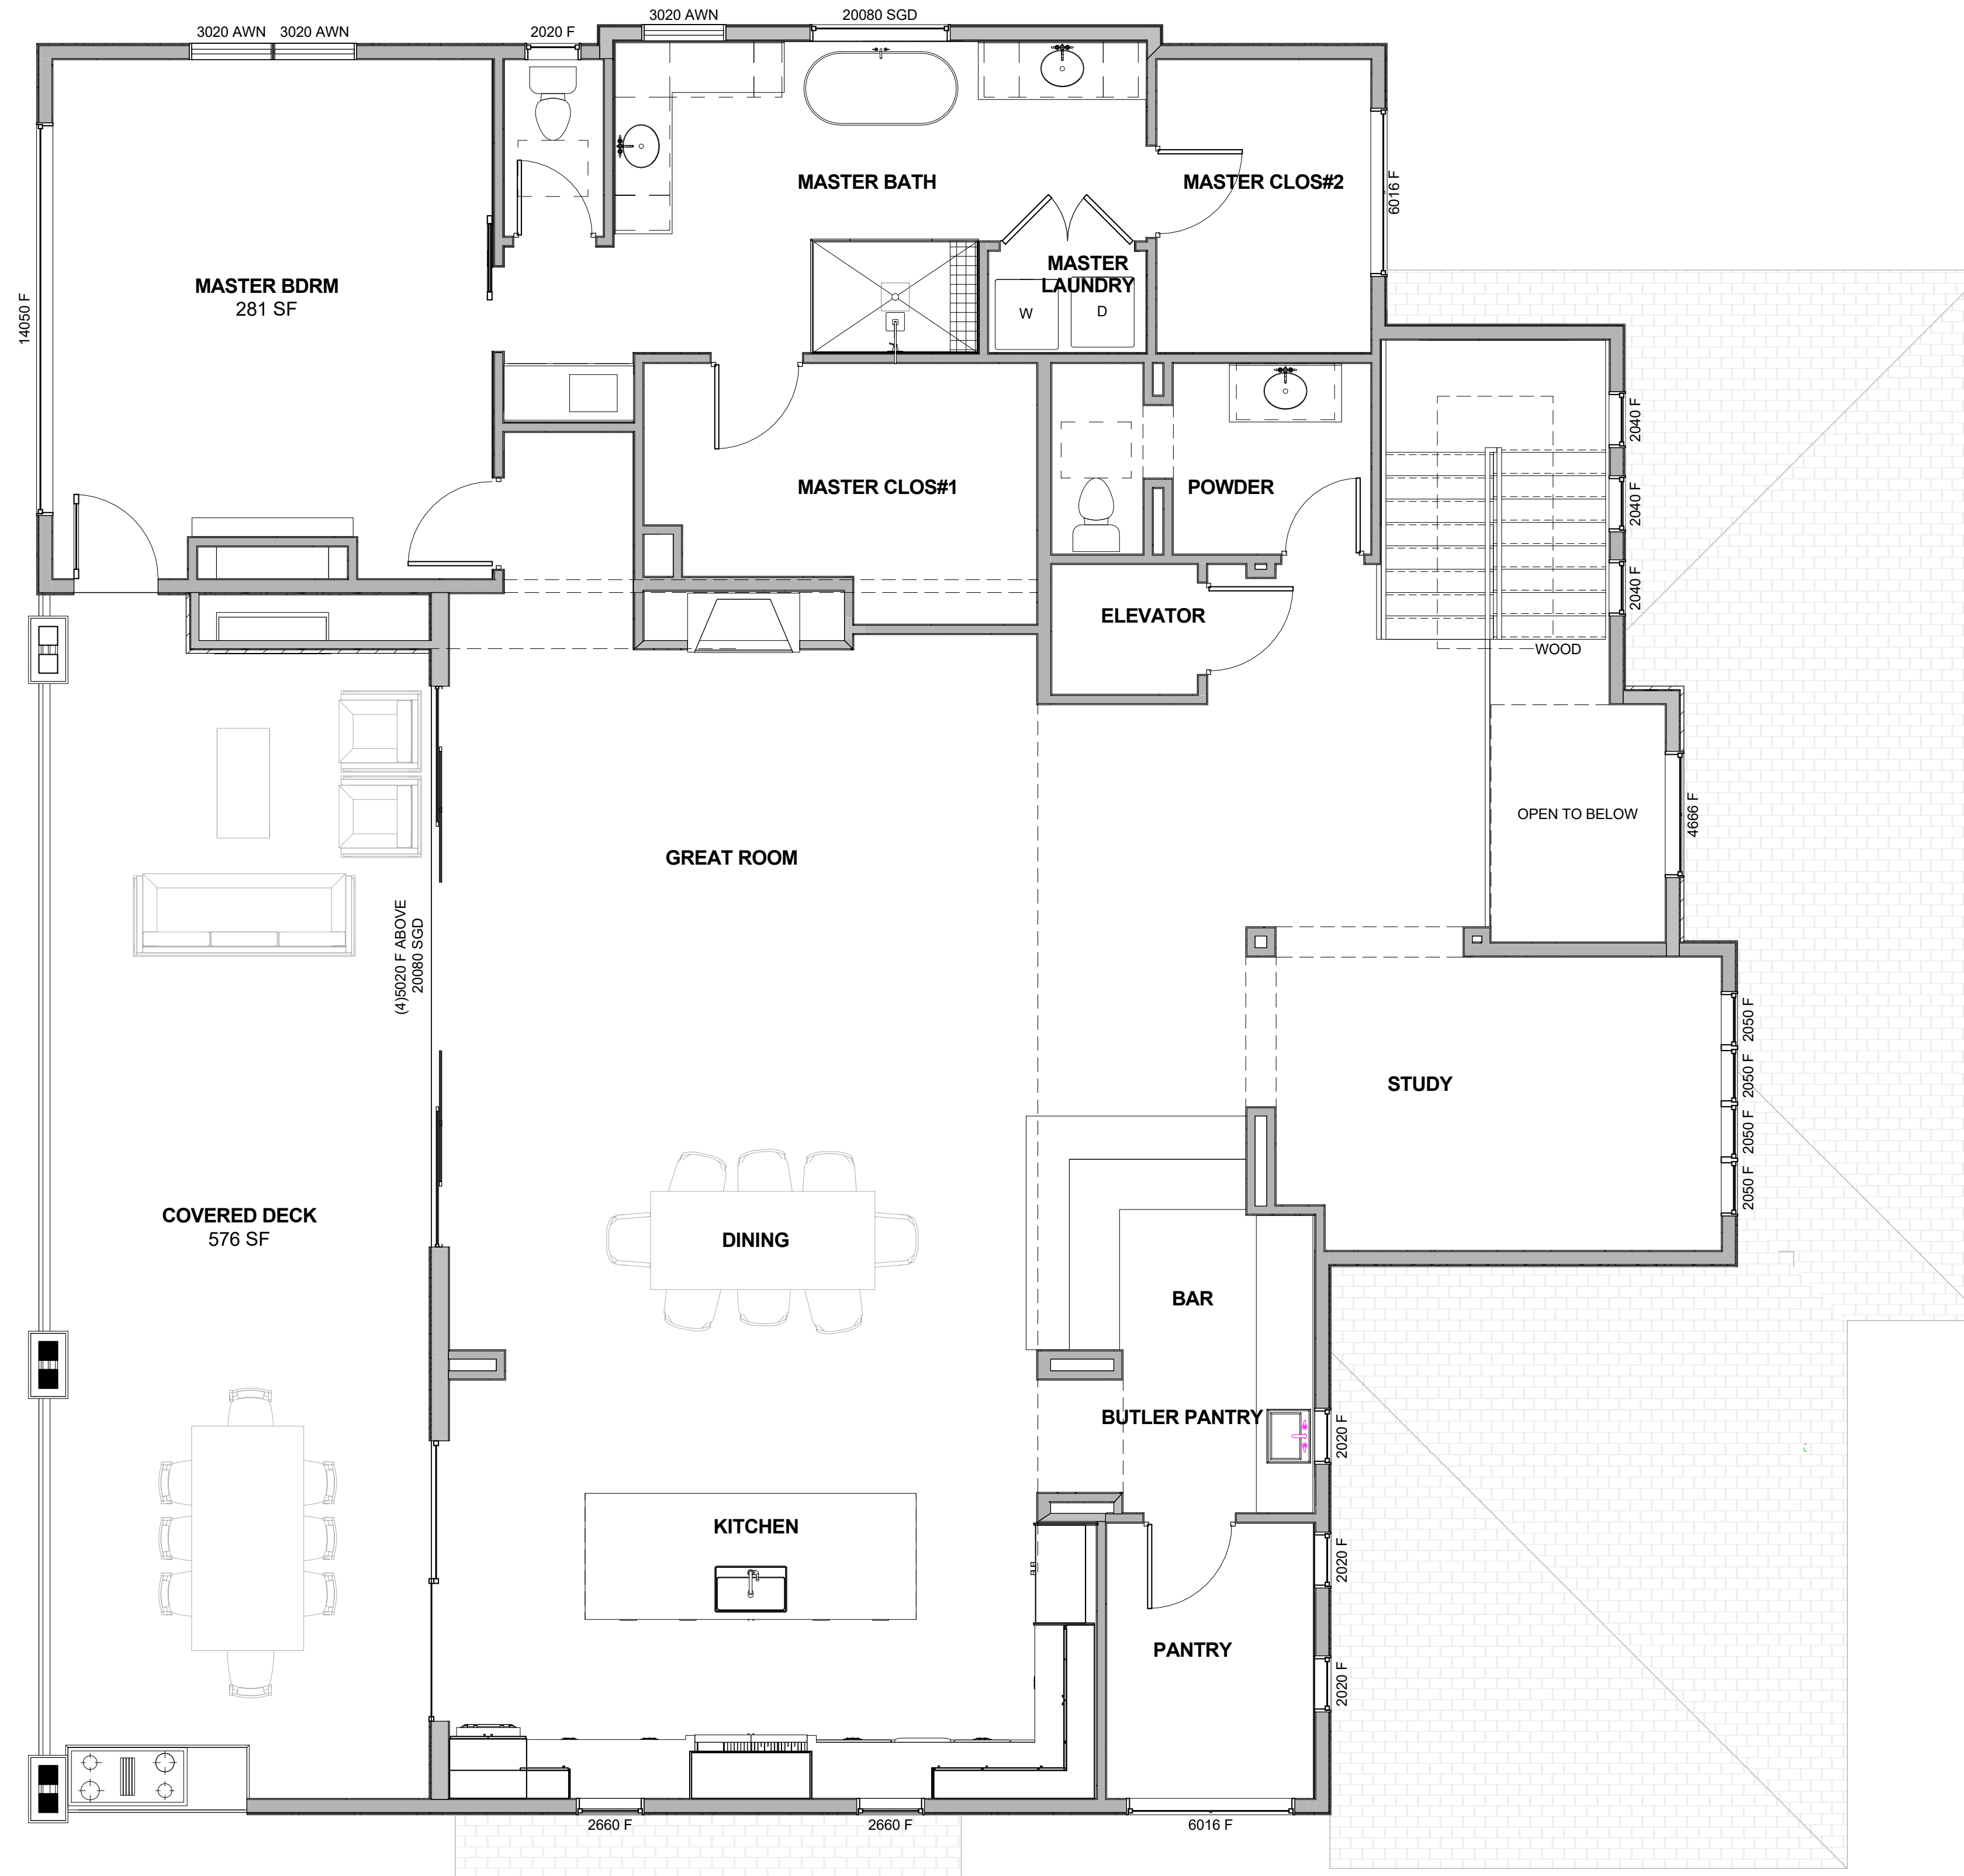 3020 AWN
3020 AWN
2020 F
3020 AWN
20080 SGD
MASTER BATH
MASTER CLOS#2
6016 F
MASTER BDRM
281 SF
14050 F
MASTER
LAUNDRY
W
D
2040 F
2040 F
2040 F
MASTER CLOS#1
POWDER
ELEVATOR
WOOD
OPEN TO BELOW
4666 F
GREAT ROOM
(4)5020 F ABOVE
20080 SGD
STUDY
2050 F
2050 F
2050 F
2050 F
COVERED DECK
576 SF
DINING
BAR
BUTLER PANTRY
2020 F
KITCHEN
2020 F
PANTRY
2020 F
2660 F
2660 F
6016 F